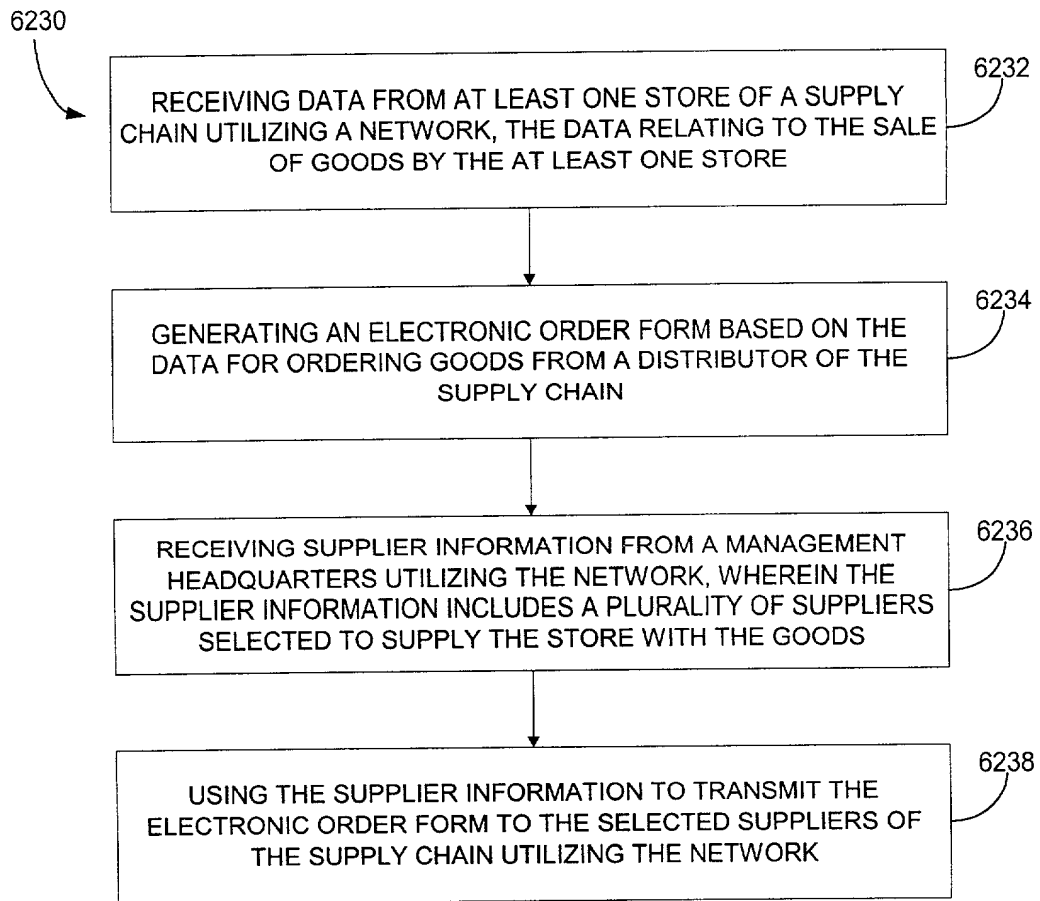 6230
6232
RECEIVING DATA FROM AT LEAST ONE STORE OF A SUPPLY
CHAIN UTILIZING A NETWORK, THE DATA RELATING TO THE SALE
OF GOODS BY THE AT LEAST ONE STORE
6234
GENERATING AN ELECTRONIC ORDER FORM BASED ON THE
DATA FOR ORDERING GOODS FROM A DISTRIBUTOR OF THE
SUPPLY CHAIN
6236
RECEIVING SUPPLIER INFORMATION FROM A MANAGEMENT
HEADQUARTERS UTILIZING THE NETWORK, WHEREIN THE
SUPPLIER INFORMATION INCLUDES A PLURALITY OF SUPPLIERS
SELECTED TO SUPPLY THE STORE WITH THE GOODS
6238
USING THE SUPPLIER INFORMATION TO TRANSMIT THE
ELECTRONIC ORDER FORM TO THE SELECTED SUPPLIERS OF
THE SUPPLY CHAIN UTILIZING THE NETWORK